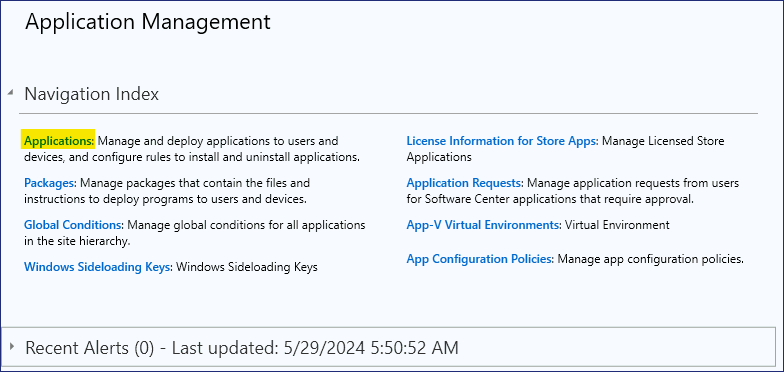 Application Management
Navigation Index
Applications: Manage and deploy applications to users and
devices, and configure rules to install and uninstall applications.
Packages: Manage packages that contain the files and
instructions to deploy programs to users and devices.
Global Conditions: Manage global conditions for all applications
in the site hierarchy.
Windows Sideloading Keys: Windows Sideloading Keys
License Information for Store Apps: Manage Licensed Store
Applications
Application Requests: Manage application requests from users
for Software Center applications that require approval.
App-V Virtual Environments: Virtual Environment
App Configuration Policies: Manage app configuration policies.
Recent Alerts (0) - Last updated: 5/29/2024 5:50:52 AM